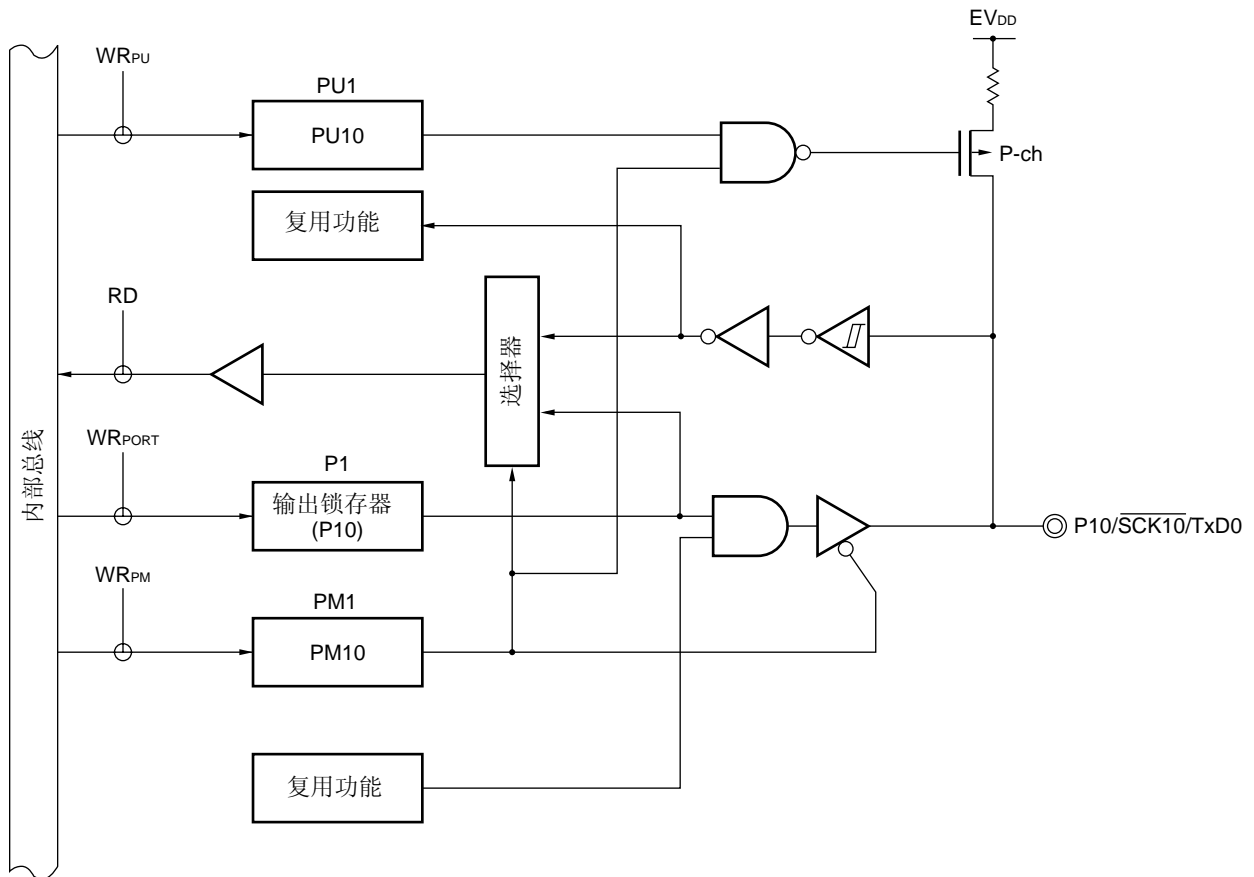 EVDD
WRPU
PU1
PU10
P-ch
复用功能
RD
选择器
内部总线
WRPORT
P1
输出锁存器
(P10)
P10/SCK10/TxD0
WRPM
PM1
PM10
复用功能